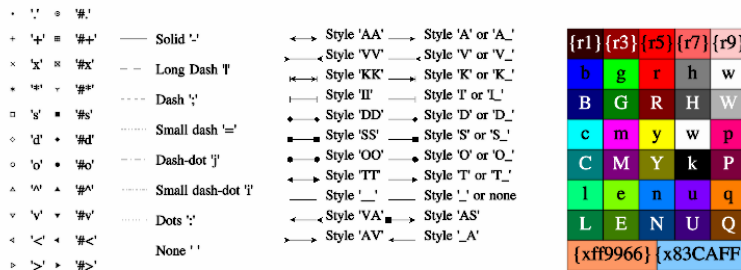 '.' '#.'
'+' '#+'
'x' '#x'
'*' '#*'
's' '#s'
'd' '#d'
'o' '#o'
'^' '#^'
'v' '#v'
'<' '#<'
'>' '#>'
Solid '-'
Long Dash '|'
Dash ';'
Small dash '='
Dash-dot 'j'
Small dash-dot 'i'
Dots ':'
None ' '
Style 'AA' Style 'A' or 'A_'
Style 'VV' Style 'V' or 'V_'
Style 'KK' Style 'K' or 'K_'
Style 'II' Style 'I' or 'I_'
Style 'DD' Style 'D' or 'D_'
Style 'SS' Style 'S' or 'S_'
Style 'OO' Style 'O' or 'O_'
Style 'TT' Style 'T' or 'T_'
Style '__' Style '_' or none
Style 'VA' Style 'AS'
Style 'AV' Style '_A'
{r1} {r3} {r5} {r7} {r9}
b g r h w
B G R H W
c m y w p
C M Y k P
l e n u q
L E N U Q
{xff9966} {x83CAFF